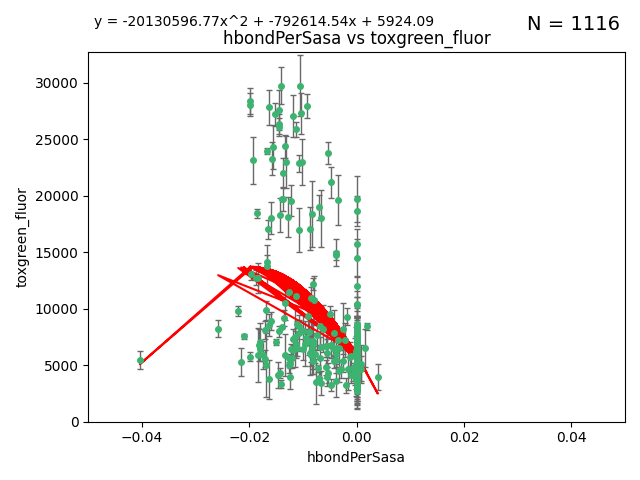 y = -20130596.77x^2 + -792614.54x + 5924.09
N = 1116
hbondPerSasa vs toxgreen_fluor
30000
25000
20000
15000
10000
5000
0
toxgreen_fluor
−0.04
−0.02
0.00
0.02
0.04
hbondPerSasa